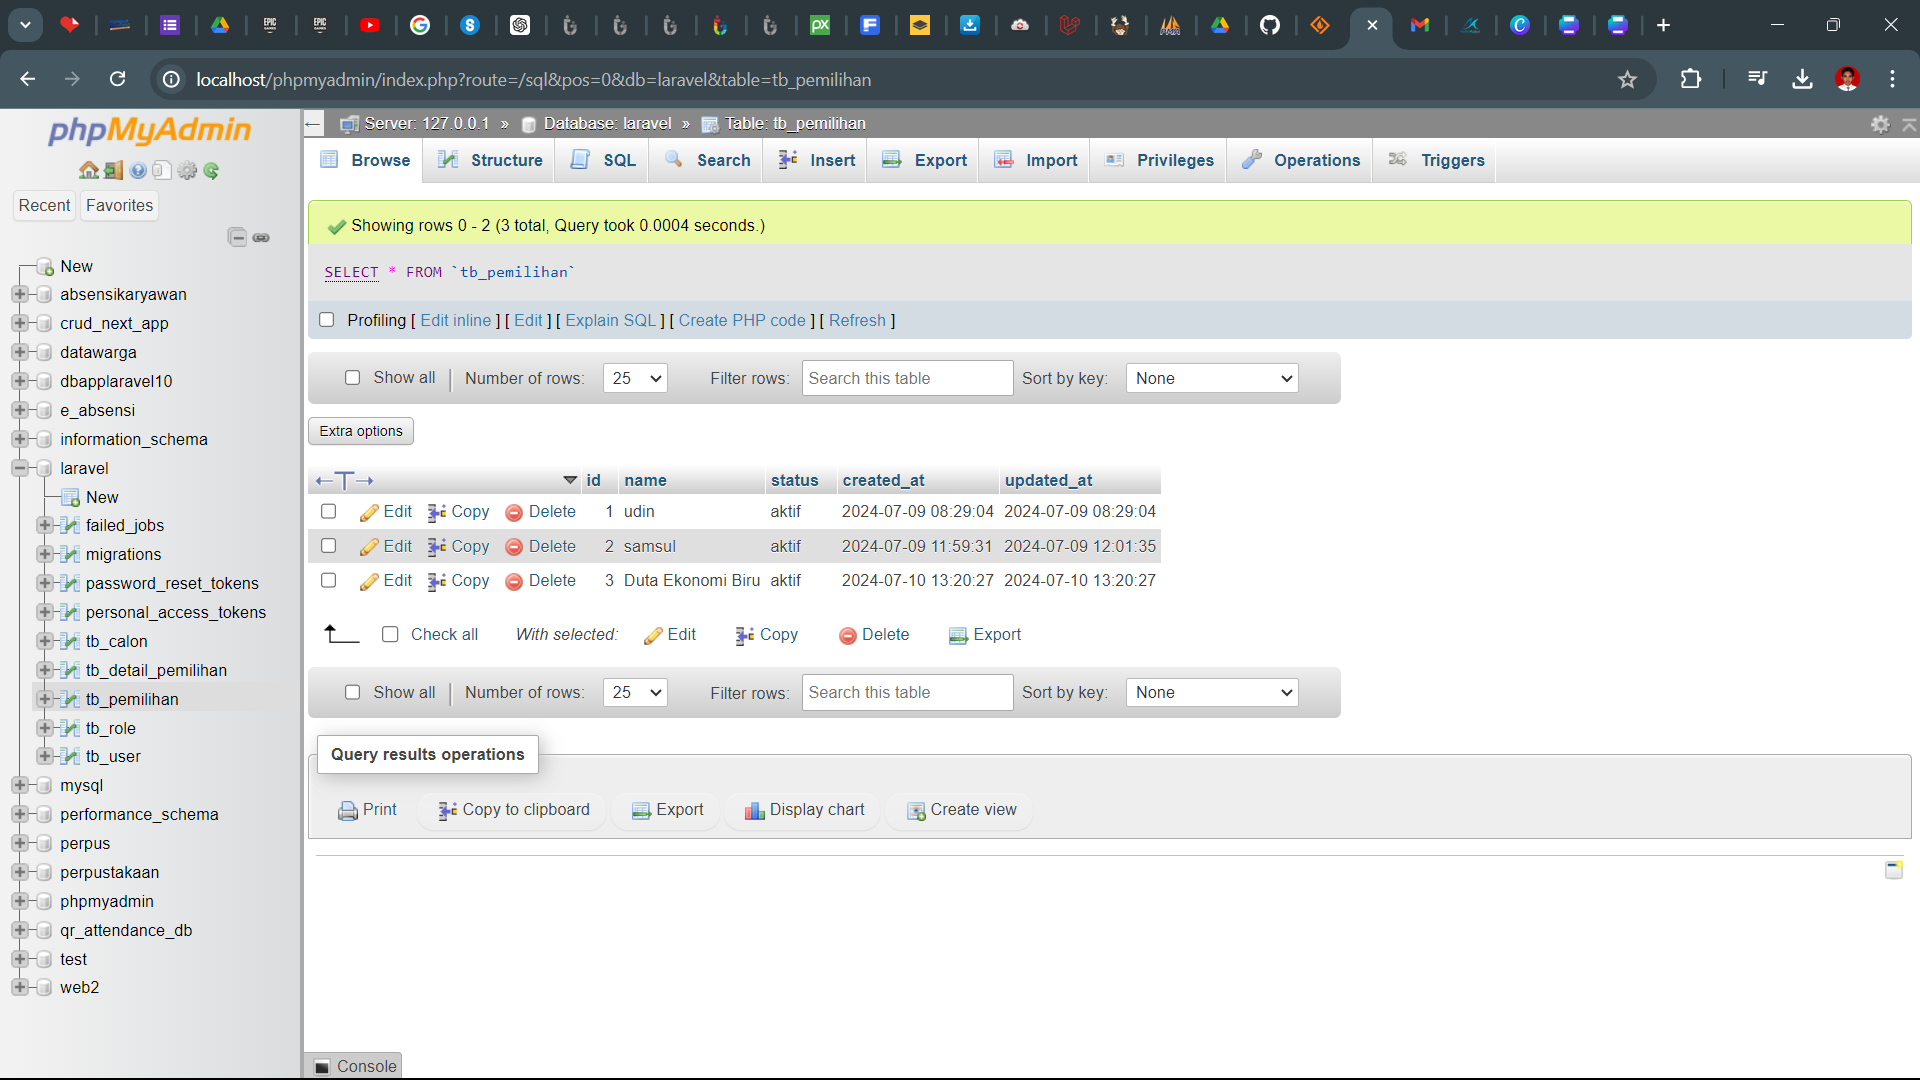 localhost/phpmyadmin/index.php?route=/sql&pos=0&db=laravel&table=tb_pemilihan
phpMyAdmin
Recent Favorites
New
absensikaryawan
crud_next_app
datawarga
dbapplaravel10
e_absensi
information_schema
laravel
New
failed_jobs
migrations
password_reset_tokens
personal_access_tokens
tb_calon
tb_detail_pemilihan
tb_pemilihan
tb_role
tb_user
mysql
performance_schema
perpus
perpustakaan
phpmyadmin
qr_attendance_db
test
web2
Server: 127.0.0.1 » Database: laravel » Table: tb_pemilihan
Browse Structure SQL Search Insert Export Import Privileges Operations Triggers
Showing rows 0 - 2 (3 total, Query took 0.0004 seconds.)
SELECT * FROM `tb_pemilihan`
Profiling [ Edit inline ] [ Edit ] [ Explain SQL ] [ Create PHP code ] [ Refresh ]
Show all Number of rows: 25 Filter rows: Search this table Sort by key: None
Extra options
id name status created_at updated_at
Edit Copy Delete 1 udin aktif 2024-07-09 08:29:04 2024-07-09 08:29:04
Edit Copy Delete 2 samsul aktif 2024-07-09 11:59:31 2024-07-09 12:01:35
Edit Copy Delete 3 Duta Ekonomi Biru aktif 2024-07-10 13:20:27 2024-07-10 13:20:27
Check all With selected: Edit Copy Delete Export
Show all Number of rows: 25 Filter rows: Search this table Sort by key: None
Query results operations
Print Copy to clipboard Export Display chart Create view
Console